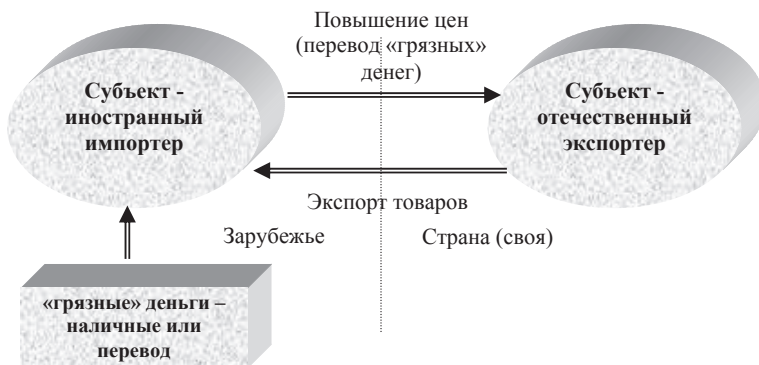 Повышение цен
(перевод «грязных»
денег)
Субъект -
иностранный
импортер
Субъект -
отечественный
экспортер
Экспорт товаров
Зарубежье
Страна (своя)
«грязные» деньги –
наличные или
перевод